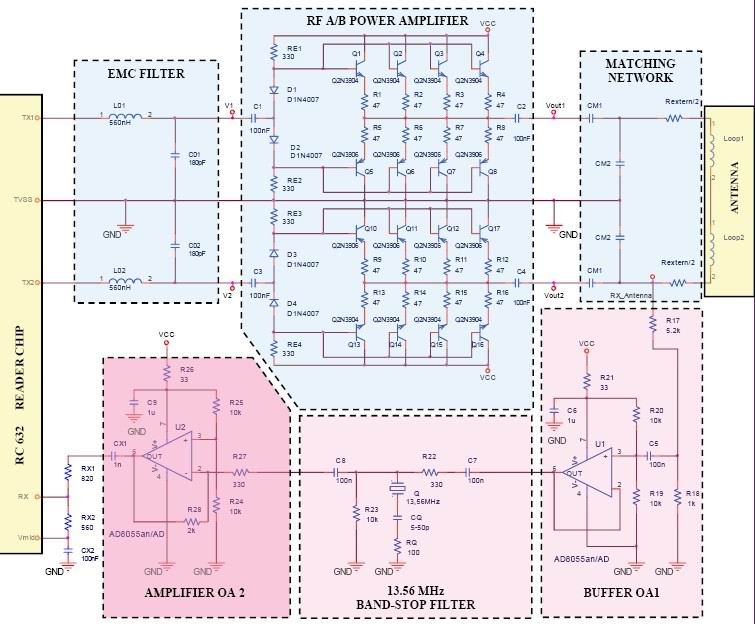 RF A/B POWER AMPLIFIER
EMC FILTER
MATCHING
NETWORK
VCC
RE1
330
Q1
Q2
Q3
Q4
Q2N3904
Q2N3904
Q2N3904
Q2N3904
D1
D1N4007
R1
47
R2
47
R3
47
R4
47
TX1
1
LO1
2
560nH
V1
C1
100nF
C2
100nF
Vout1
CM1
Rextern/2
1
Loop1
CO1
180pF
D2
D1N4007
R5
47
R6
47
R7
47
R8
47
CM2
2
Q2N3906
Q2N3906
Q2N3906
Q2N3906
Q5
Q6
Q7
Q8
RE2
330
TVSS
GND
GND
ANTENNA
RE3
330
Q10
Q11
Q12
Q17
Q2N3906
Q2N3906
Q2N3906
Q2N3906
CO2
180pF
CM2
1
Loop2
D3
D1N4007
R9
47
R10
47
R11
47
R12
47
TX2
1
LO2
2
560nH
V2
C3
100nF
C4
100nF
Vout2
CM1
Rextern/2
2
RX_Antenna
D4
D1N4007
R13
47
R14
47
R15
47
R16
47
Q2N3904
Q2N3904
Q2N3904
Q2N3904
RE4
330
Q13
Q14
Q15
Q16
VCC
R17
5.2k
RC 632 READER CHIP
VCC
R26
33
C9
1u
GND
R25
10k
U2
7
3
+
V+
OUT
V-
-
2
4
CX1
1n
6
R27
330
R24
10k
R28
2k
AD8055an/AD
GND
GND
AMPLIFIER OA 2
RX1
820
RX
RX2
560
Vmid
CX2
100nF
GND
C8
100n
R22
330
C7
100n
Q
13,56MHz
R23
10k
CQ
5-50p
RQ
100
GND
GND
13.56 MHz
BAND-STOP FILTER
VCC
R21
33
C6
1u
GND
R20
10k
U1
7
3
+
V+
OUT
V-
-
2
4
6
C5
100n
R19
10k
R18
1k
AD8055an/AD
GND
GND
BUFFER OA1